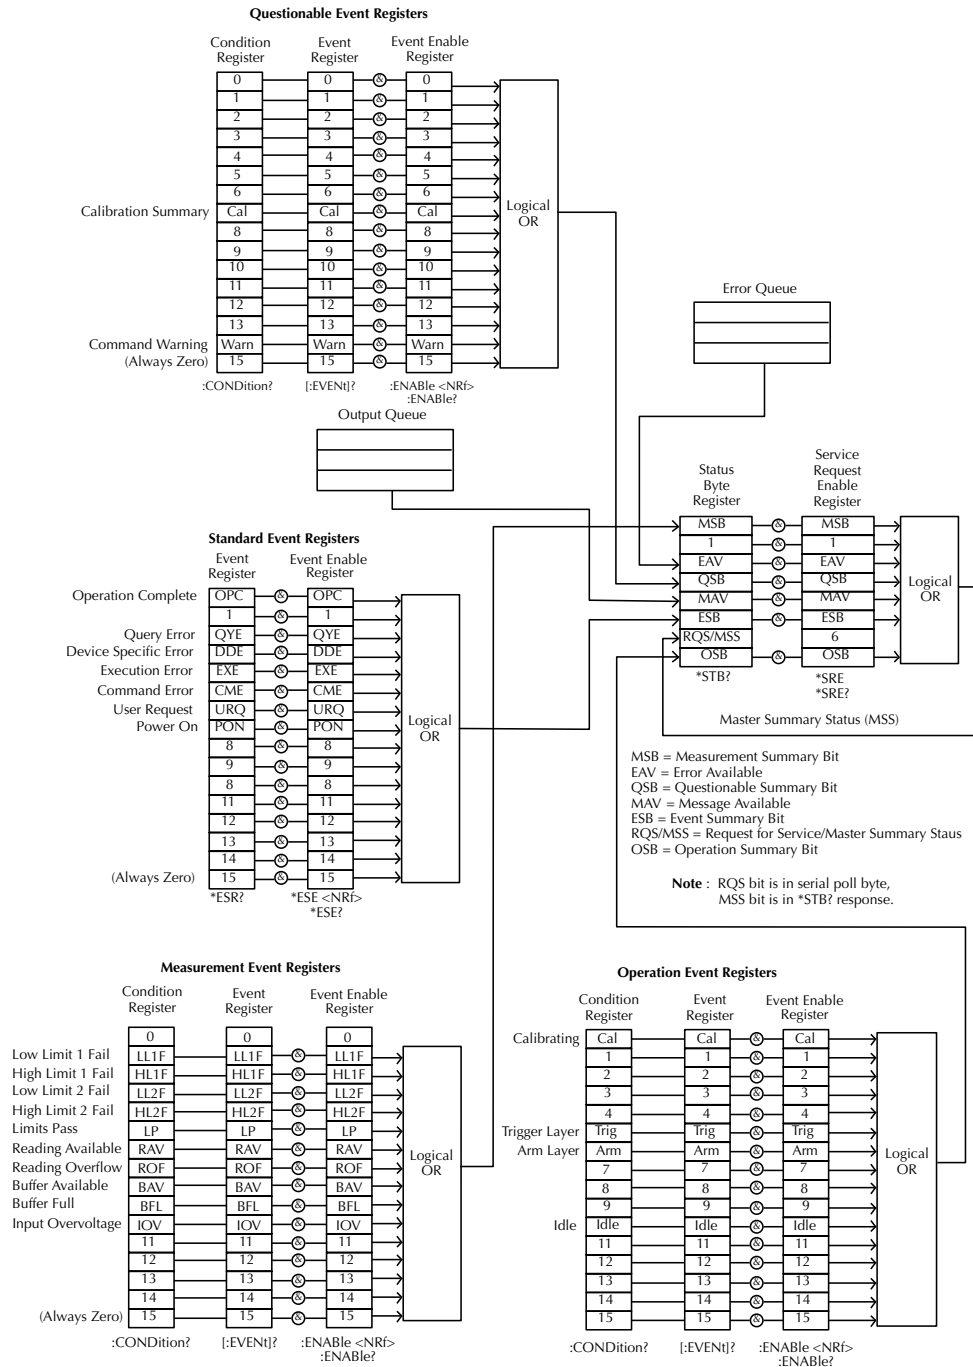 Questionable Event Registers
Condition Register
Event Register
Event Enable Register
0 0 & 0
1 1 & 1
2 2 & 2
3 3 & 3
4 4 & 4
5 5 & 5
6 6 & 6
Calibration Summary Cal Cal & Cal
8 8 & 8
9 9 & 9
10 10 & 10
11 11 & 11
12 12 & 12
13 13 & 13
Command Warning Warn Warn & Warn
(Always Zero) 15 15 & 15
:CONDition? [:EVENt]? :ENABle <NRf>
:ENABle?
Logical
OR
Error Queue
Output Queue
Status
Byte
Register
Service
Request
Enable
Register
MSB & MSB
1 & 1
EAV & EAV
QSB & QSB
MAV & MAV
ESB & ESB
RQS/MSS 6
OSB & OSB
*STB? *SRE
*SRE?
Logical
OR
Master Summary Status (MSS)
MSB = Measurement Summary Bit
EAV = Error Available
QSB = Questionable Summary Bit
MAV = Message Available
ESB = Event Summary Bit
RQS/MSS = Request for Service/Master Summary Staus
OSB = Operation Summary Bit
Note : RQS bit is in serial poll byte,
MSS bit is in *STB? response.
Standard Event Registers
Event
Register
Event Enable
Register
Operation Complete OPC & OPC
1 & 1
Query Error QYE & QYE
Device Specific Error DDE & DDE
Execution Error EXE & EXE
Command Error CME & CME
User Request URQ & URQ
Power On PON & PON
8 & 8
9 & 9
8 & 8
11 & 11
12 & 12
13 & 13
14 & 14
(Always Zero) 15 & 15
*ESR? *ESE <NRf>
*ESE?
Logical
OR
Measurement Event Registers
Condition
Register
Event
Register
Event Enable
Register
0 0 0
Low Limit 1 Fail LL1F LL1F & LL1F
High Limit 1 Fail HL1F HL1F & HL1F
Low Limit 2 Fail LL2F LL2F & LL2F
High Limit 2 Fail HL2F HL2F & HL2F
Limits Pass LP LP & LP
Reading Available RAV RAV & RAV
Reading Overflow ROF ROF & ROF
Buffer Available BAV BAV & BAV
Buffer Full BFL BFL & BFL
Input Overvoltage IOV IOV & IOV
11 11 & 11
12 12 & 12
13 13 & 13
14 14 & 14
(Always Zero) 15 15 & 15
:CONDition? [:EVENt]? :ENABle <NRf>
:ENABle?
Logical
OR
Operation Event Registers
Condition
Register
Event
Register
Event Enable
Register
Calibrating Cal Cal & Cal
1 1 & 1
2 2 & 2
3 3 & 3
4 4 & 4
Trigger Layer Trig Trig & Trig
Arm Layer Arm Arm & Arm
7 7 & 7
8 8 & 8
9 9 & 9
Idle Idle Idle & Idle
11 11 & 11
12 12 & 12
13 13 & 13
14 14 & 14
15 15 & 15
:CONDition? [:EVENt]? :ENABle <NRf>
:ENABle?
Logical
OR